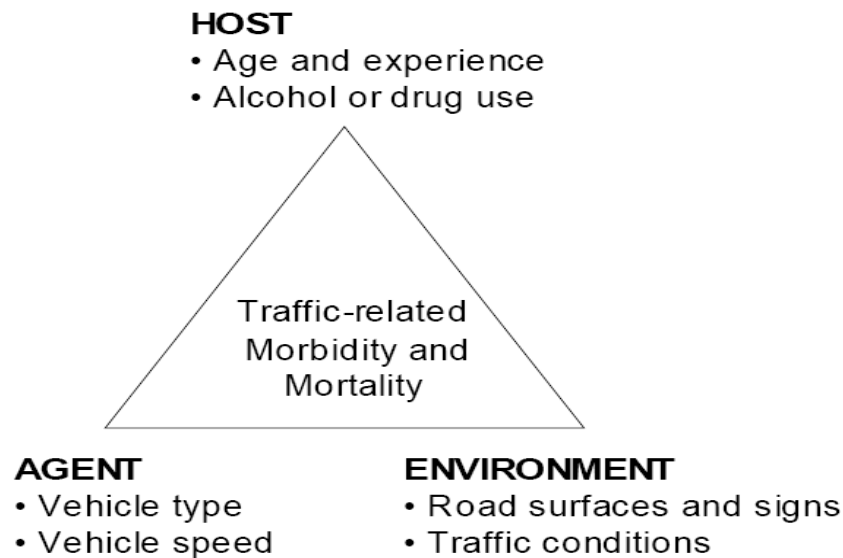 HOST
• Age and experience
• Alcohol or drug use
Traffic-related
Morbidity and
Mortality
AGENT
• Vehicle type
• Vehicle speed
ENVIRONMENT
• Road surfaces and signs
• Traffic conditions